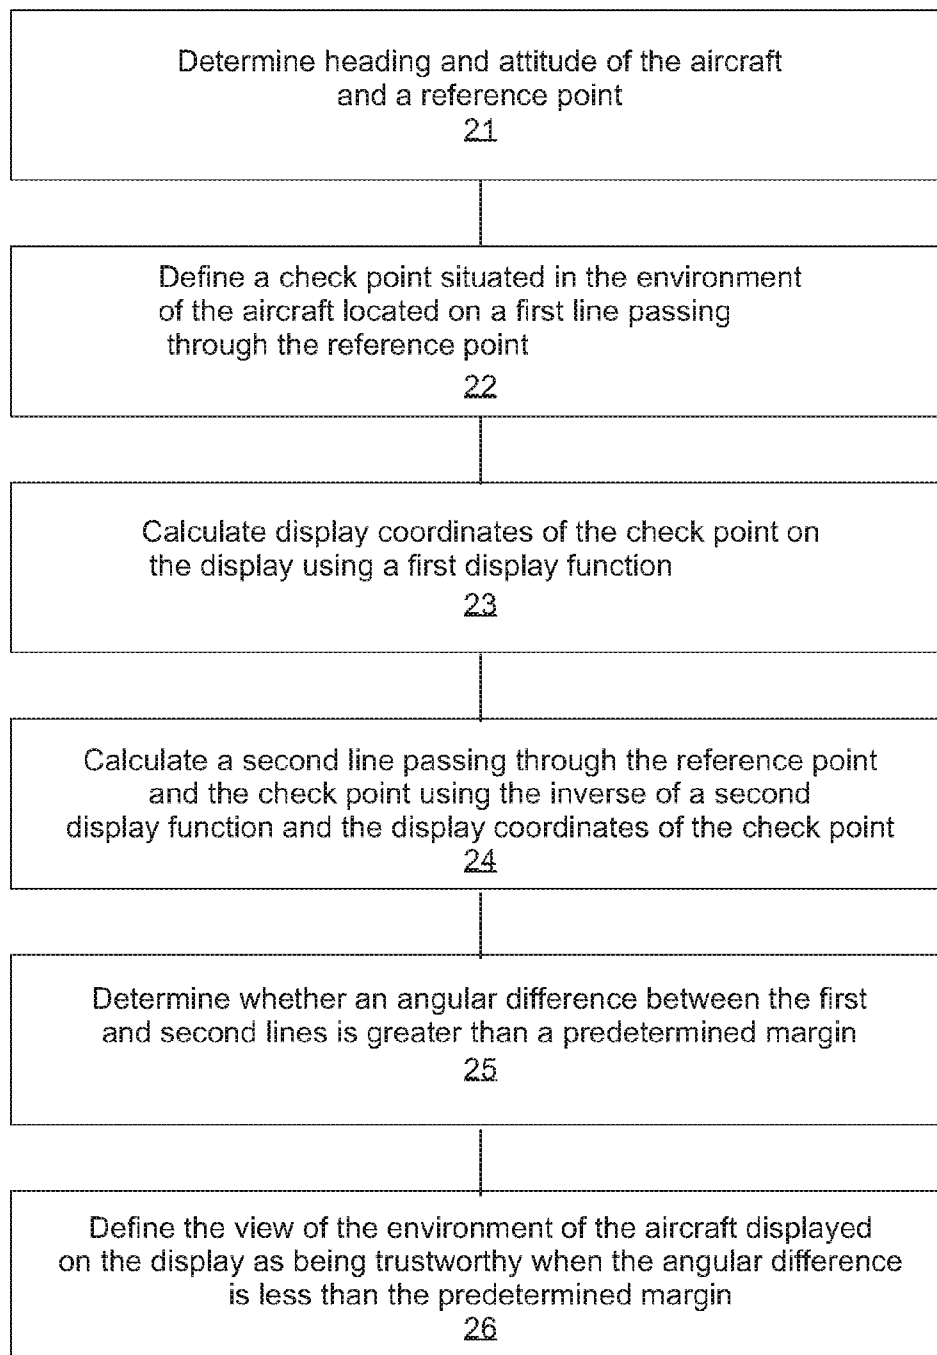 Determine heading and attitude of the aircraft
and a reference point
21
Define a check point situated in the environment
of the aircraft located on a first line passing
through the reference point
22
Calculate display coordinates of the check point on
the display using a first display function
23
Calculate a second line passing through the reference point
and the check point using the inverse of a second
display function and the display coordinates of the check point
24
Determine whether an angular difference between the first
and second lines is greater than a predetermined margin
25
Define the view of the environment of the aircraft displayed
on the display as being trustworthy when the angular difference
is less than the predetermined margin
26